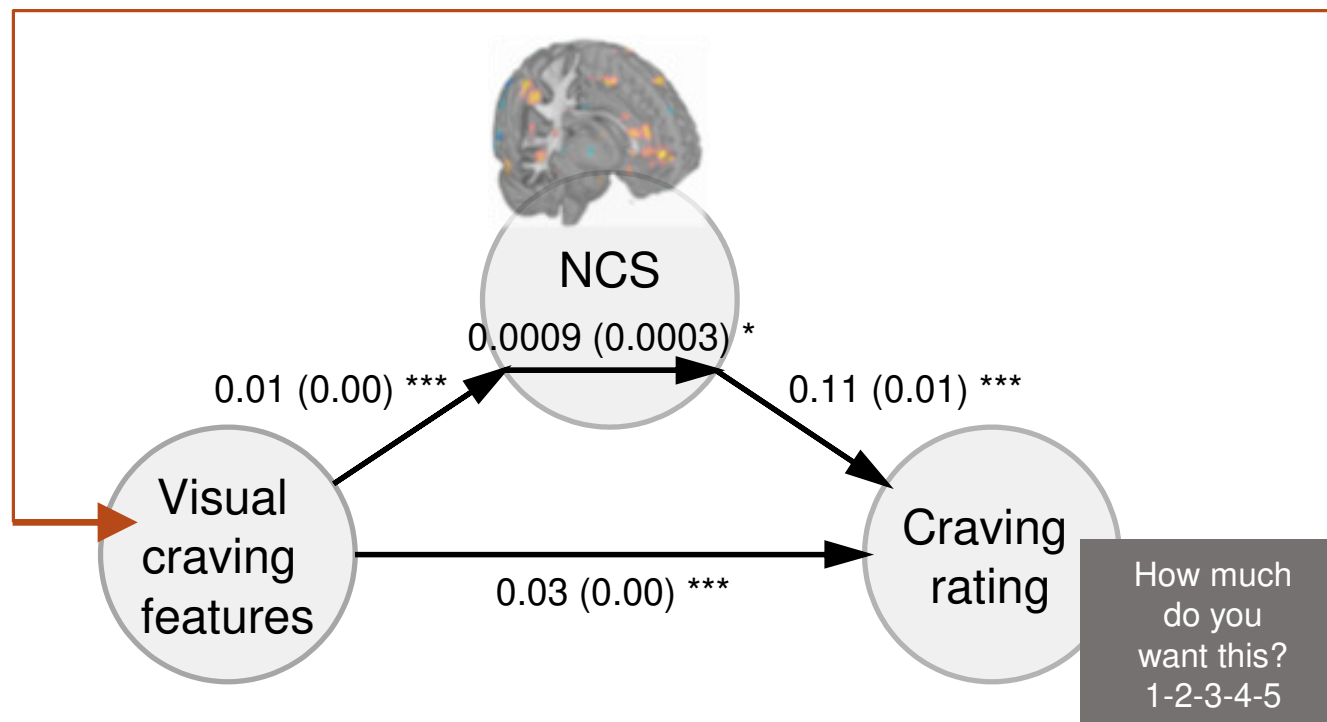 NCS
0.0009 (0.0003) *
0.01 (0.00) ***
0.11 (0.01) ***
Visual
craving
features
0.03 (0.00) ***
Craving
rating
How much
do you
want this?
1-2-3-4-5